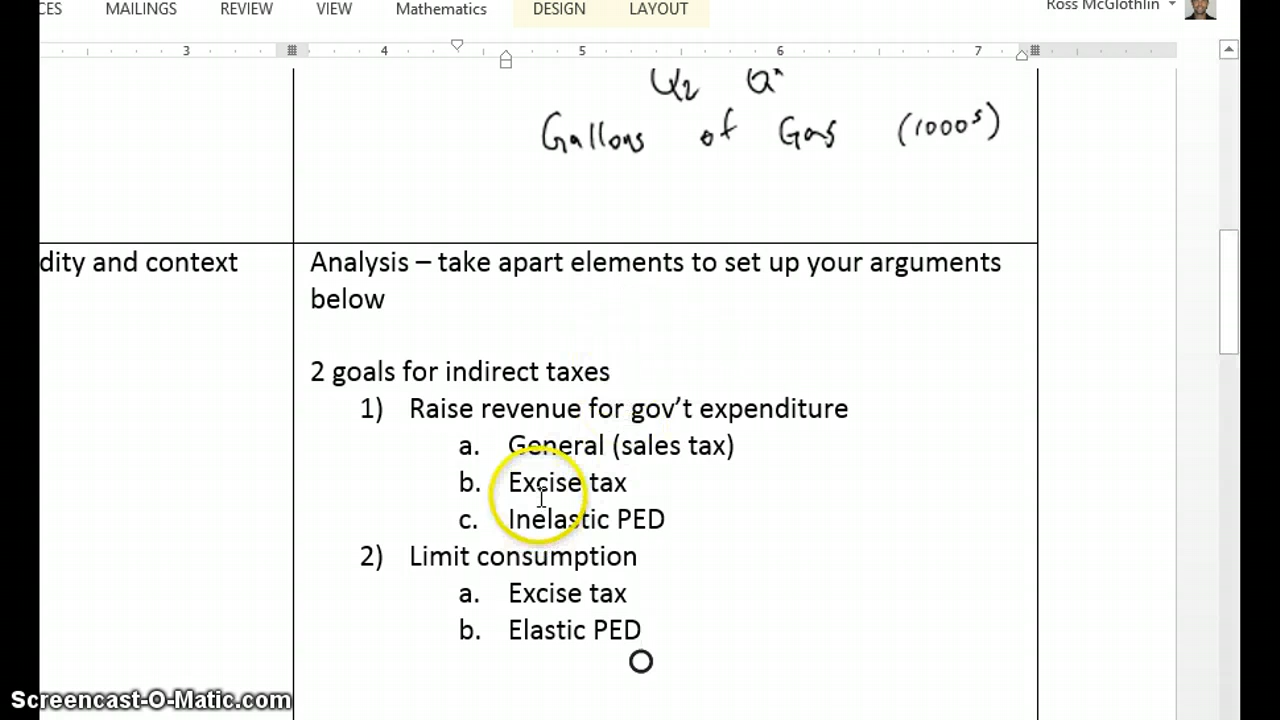 CES MAILINGS REVIEW VIEW Mathematics DESIGN LAYOUT Ross McGlothlin
3 4 5 6 7
Q2 Q*
Gallons of Gas (1000s)
dity and context
Analysis – take apart elements to set up your arguments
below
2 goals for indirect taxes
1) Raise revenue for gov't expenditure
a. General (sales tax)
b. Excise tax
c. Inelastic PED
2) Limit consumption
a. Excise tax
b. Elastic PED
Screencast-O-Matic.com